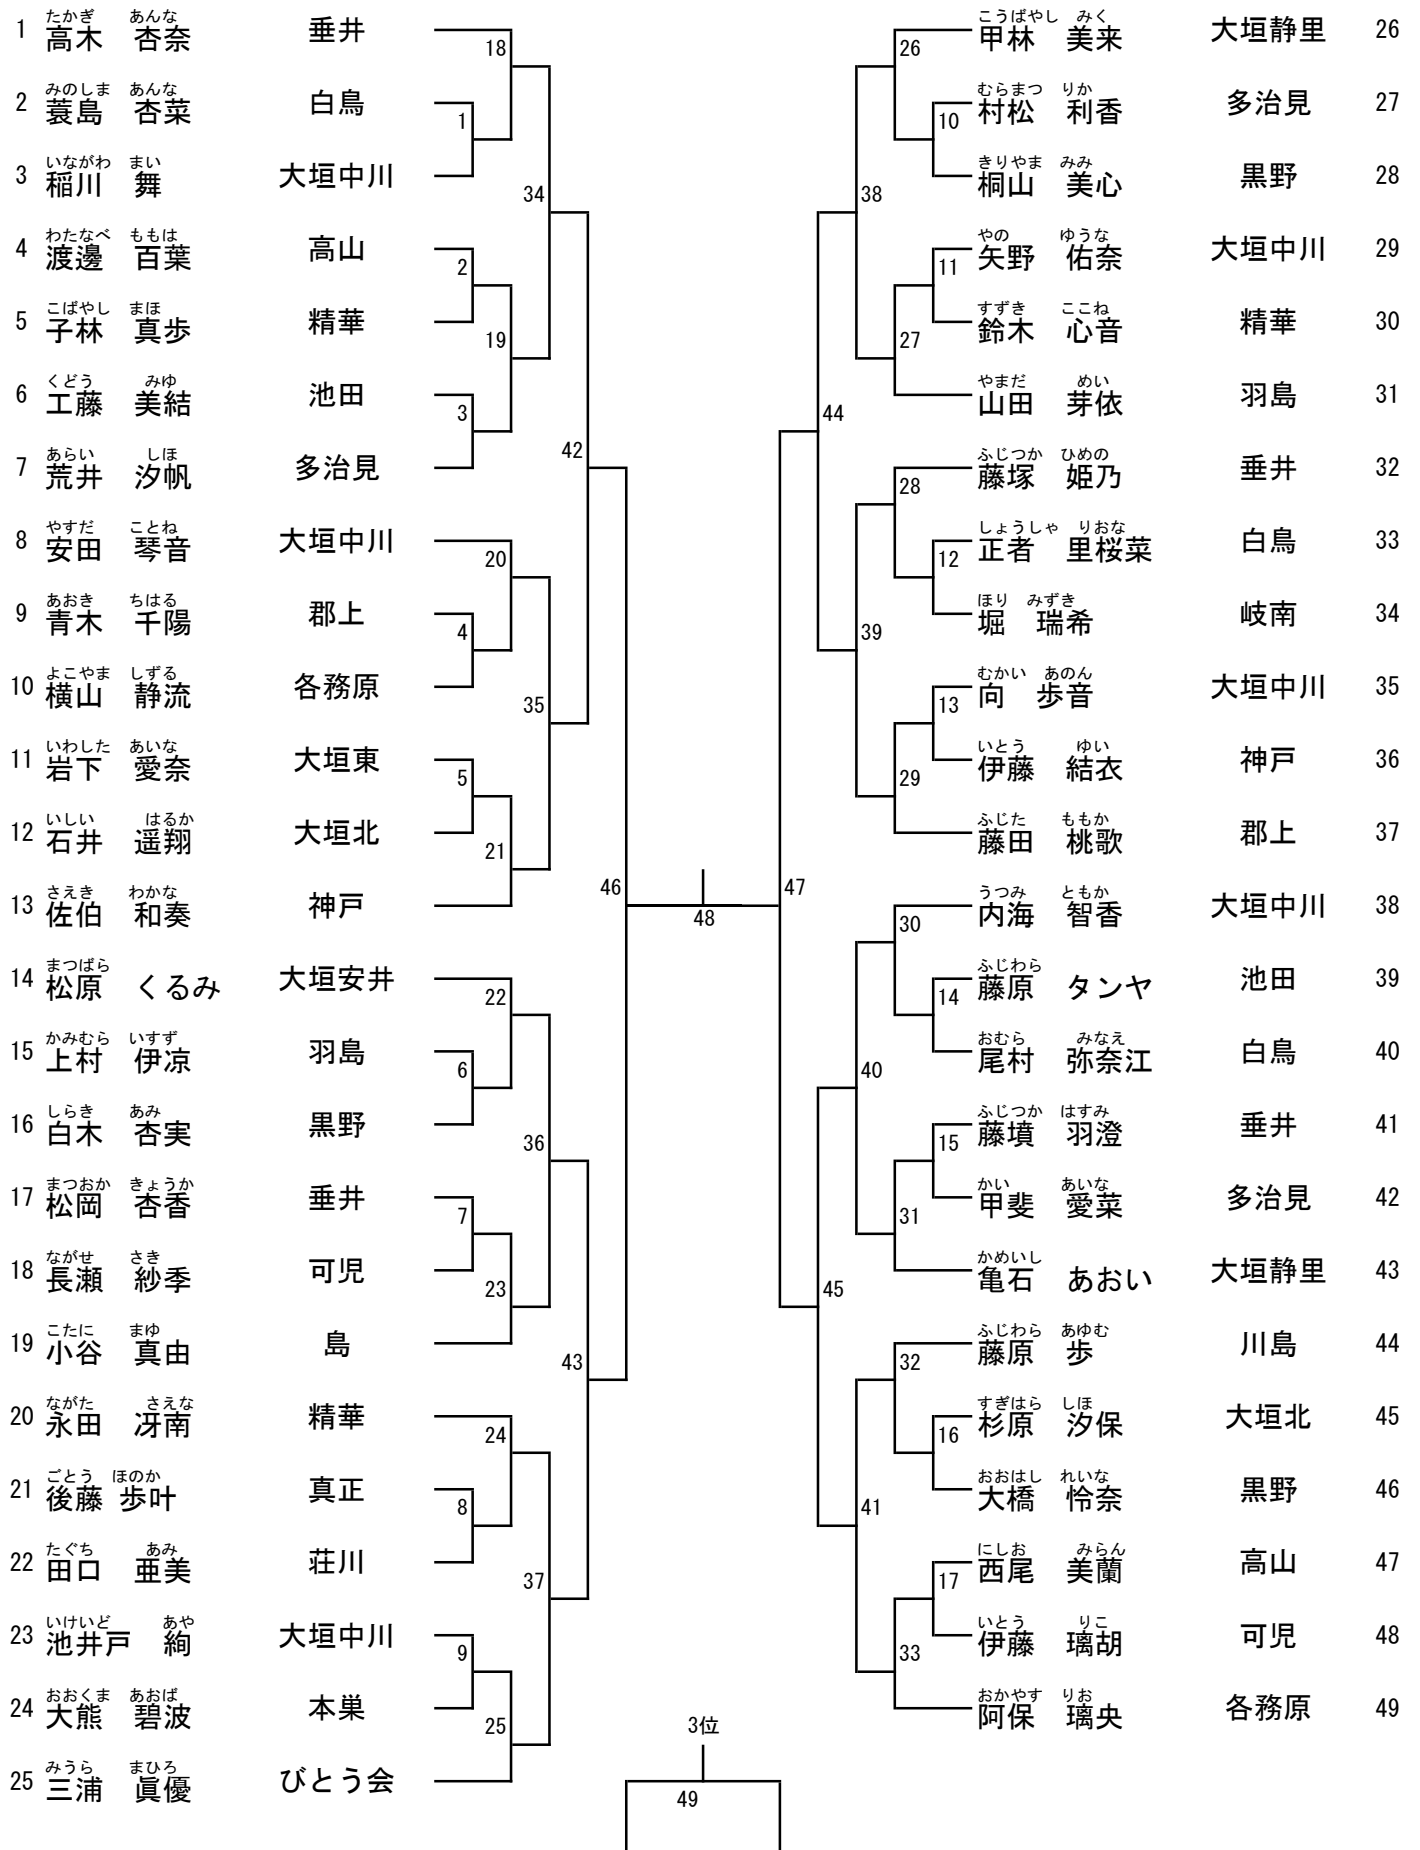 たかぎ　あんな
1 高木　杏奈　垂井
みのしま　あんな
2 蓑島　杏菜　白鳥
いながわ　まい
3 稲川　舞　大垣中川
わたなべ　ももは
4 渡邊　百葉　高山
こばやし　まほ
5 子林　真歩　精華
くどう　みゆ
6 工藤　美結　池田
あらい　しほ
7 荒井　汐帆　多治見
やすだ　ことね
8 安田　琴音　大垣中川
あおき　ちはる
9 青木　千陽　郡上
よこやま　しずる
10 横山　静流　各務原
いわした　あいな
11 岩下　愛奈　大垣東
いしい　はるか
12 石井　遥翔　大垣北
さえき　わかな
13 佐伯　和奏　神戸
まつばら
14 松原　くるみ　大垣安井
かみむら　いすず
15 上村　伊凉　羽島
しらき　あみ
16 白木　杏実　黒野
まつおか　きょうか
17 松岡　杏香　垂井
ながせ　さき
18 長瀬　紗季　可児
こたに　まゆ
19 小谷　真由　島
ながた　さえな
20 永田　冴南　精華
ごとう　ほのか
21 後藤　歩叶　真正
たぐち　あみ
22 田口　亜美　荘川
いけいど　あや
23 池井戸　絢　大垣中川
おおくま　あおば
24 大熊　碧波　本巣
みうら　まひろ
25 三浦　眞優　びとう会
18
1
34
2
19
3
42
20
4
35
5
21
46
22
6
36
7
23
43
24
8
37
9
25
48
3位
49
47
26
10
38
11
27
44
28
12
39
13
29
30
14
40
15
31
45
32
16
41
17
33
こうばやし　みく
甲林　美来　大垣静里　26
むらまつ　りか
村松　利香　多治見　27
きりやま　みみ
桐山　美心　黒野　28
やの　ゆうな
矢野　佑奈　大垣中川　29
すずき　ここね
鈴木　心音　精華　30
やまだ　めい
山田　芽依　羽島　31
ふじつか　ひめの
藤塚　姫乃　垂井　32
しょうしゃ　りおな
正者　里桜菜　白鳥　33
ほり　みずき
堀　瑞希　岐南　34
むかい　あのん
向　歩音　大垣中川　35
いとう　ゆい
伊藤　結衣　神戸　36
ふじた　ももか
藤田　桃歌　郡上　37
うつみ　ともか
内海　智香　大垣中川　38
ふじわら
藤原　タンヤ　池田　39
おむら　みなえ
尾村　弥奈江　白鳥　40
ふじつか　はすみ
藤墳　羽澄　垂井　41
かい　あいな
甲斐　愛菜　多治見　42
かめいし
亀石　あおい　大垣静里　43
ふじわら　あゆむ
藤原　歩　川島　44
すぎはら　しほ
杉原　汐保　大垣北　45
おおはし　れいな
大橋　怜奈　黒野　46
にしお　みらん
西尾　美蘭　高山　47
いとう　りこ
伊藤　璃胡　可児　48
おかやす　りお
阿保　璃央　各務原　49